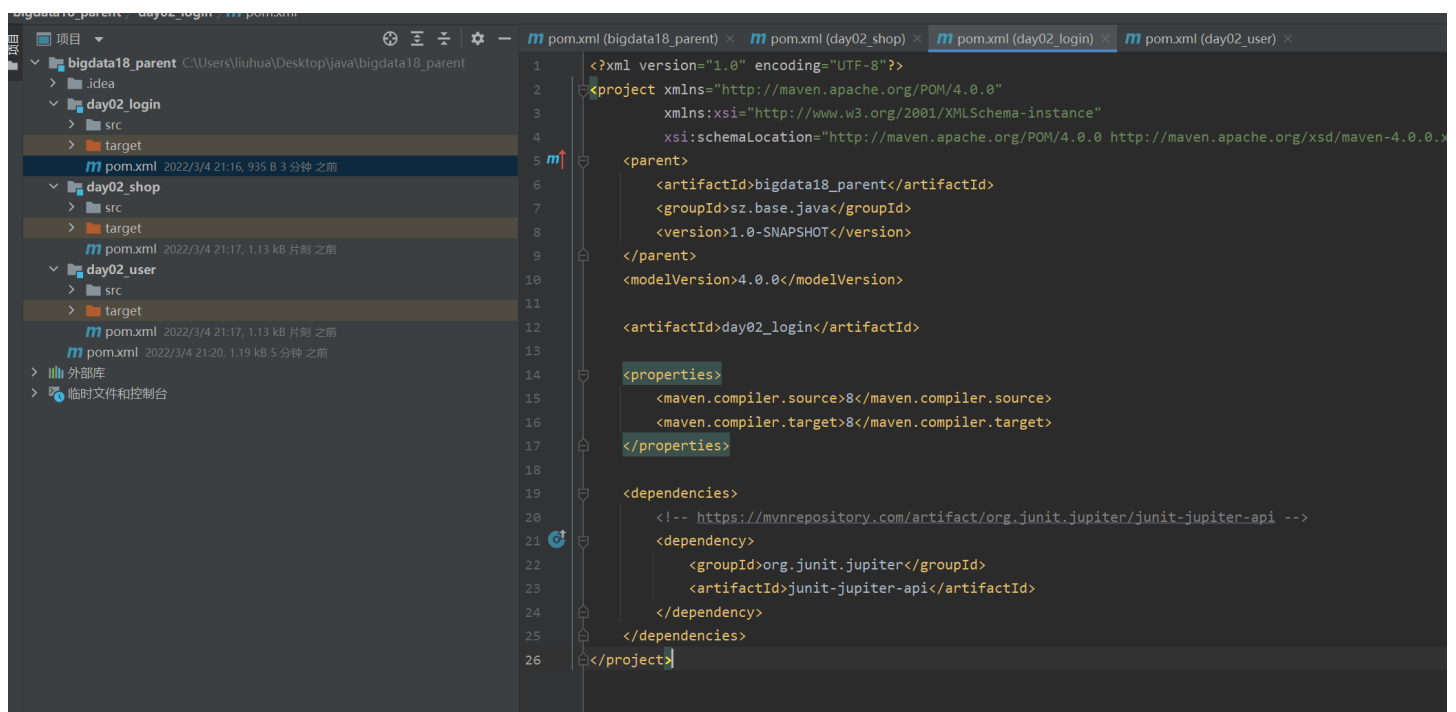 bigdata18_parent / day02_login / m pom.xml
项目
项目
bigdata18_parent C:\Users\liuhua\Desktop\java\bigdata18_parent
.idea
day02_login
src
target
pom.xml 2022/3/4 21:16, 935 B 3 分钟 之前
day02_shop
src
target
pom.xml 2022/3/4 21:17, 1.13 kB 片刻 之前
day02_user
src
target
pom.xml 2022/3/4 21:17, 1.13 kB 片刻 之前
pom.xml 2022/3/4 21:20, 1.19 kB 5 分钟 之前
外部库
临时文件和控制台
pom.xml (bigdata18_parent) × pom.xml (day02_shop) × pom.xml (day02_login) × pom.xml (day02_user) ×
1 <?xml version="1.0" encoding="UTF-8"?>
2 <project xmlns="http://maven.apache.org/POM/4.0.0"
3 xmlns:xsi="http://www.w3.org/2001/XMLSchema-instance"
4 xsi:schemaLocation="http://maven.apache.org/POM/4.0.0 http://maven.apache.org/xsd/maven-4.0.0.x
5 <parent>
6 <artifactId>bigdata18_parent</artifactId>
7 <groupId>sz.base.java</groupId>
8 <version>1.0-SNAPSHOT</version>
9 </parent>
10 <modelVersion>4.0.0</modelVersion>
11
12 <artifactId>day02_login</artifactId>
13
14 <properties>
15 <maven.compiler.source>8</maven.compiler.source>
16 <maven.compiler.target>8</maven.compiler.target>
17 </properties>
18
19 <dependencies>
20 <!-- https://mvnrepository.com/artifact/org.junit.jupiter/junit-jupiter-api -->
21 <dependency>
22 <groupId>org.junit.jupiter</groupId>
23 <artifactId>junit-jupiter-api</artifactId>
24 </dependency>
25 </dependencies>
26 </project>